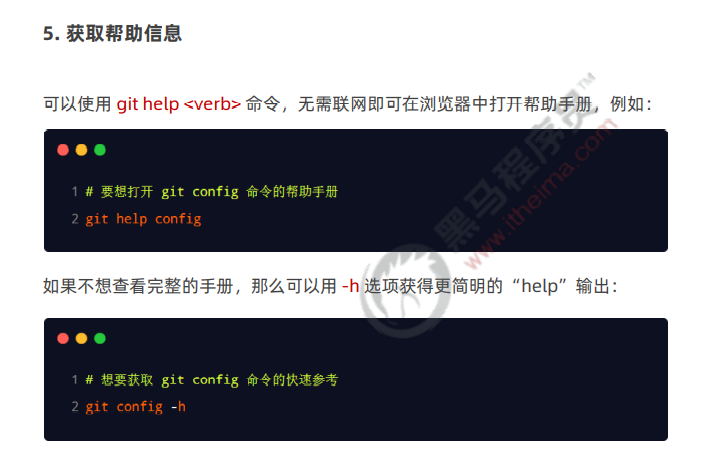 5. 获取帮助信息
可以使用 git help <verb> 命令，无需联网即可在浏览器中打开帮助手册，例如：
1 # 要想打开 git config 命令的帮助手册
2 git help config
如果不想查看完整的手册，那么可以用 -h 选项获得更简明的“help”输出：
1 # 想要获取 git config 命令的快速参考
2 git config -h
黑马程序员™
www.itheima.com